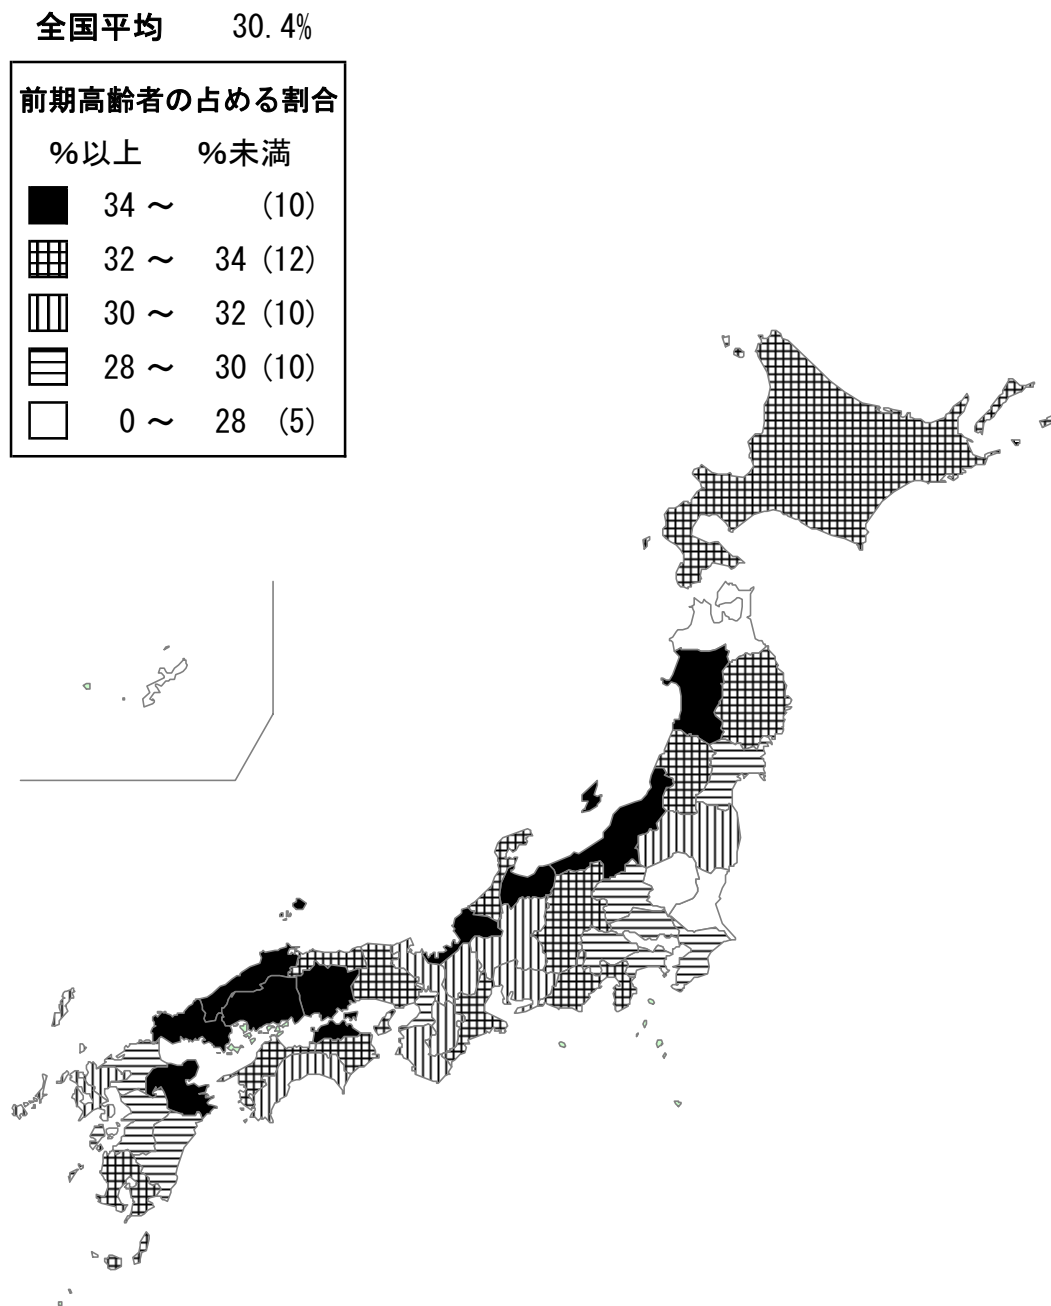 全国平均 30.4%
前期高齢者の占める割合
%以上 %未満
34 ～ (10)
32 ～ 34 (12)
30 ～ 32 (10)
28 ～ 30 (10)
0 ～ 28 (5)